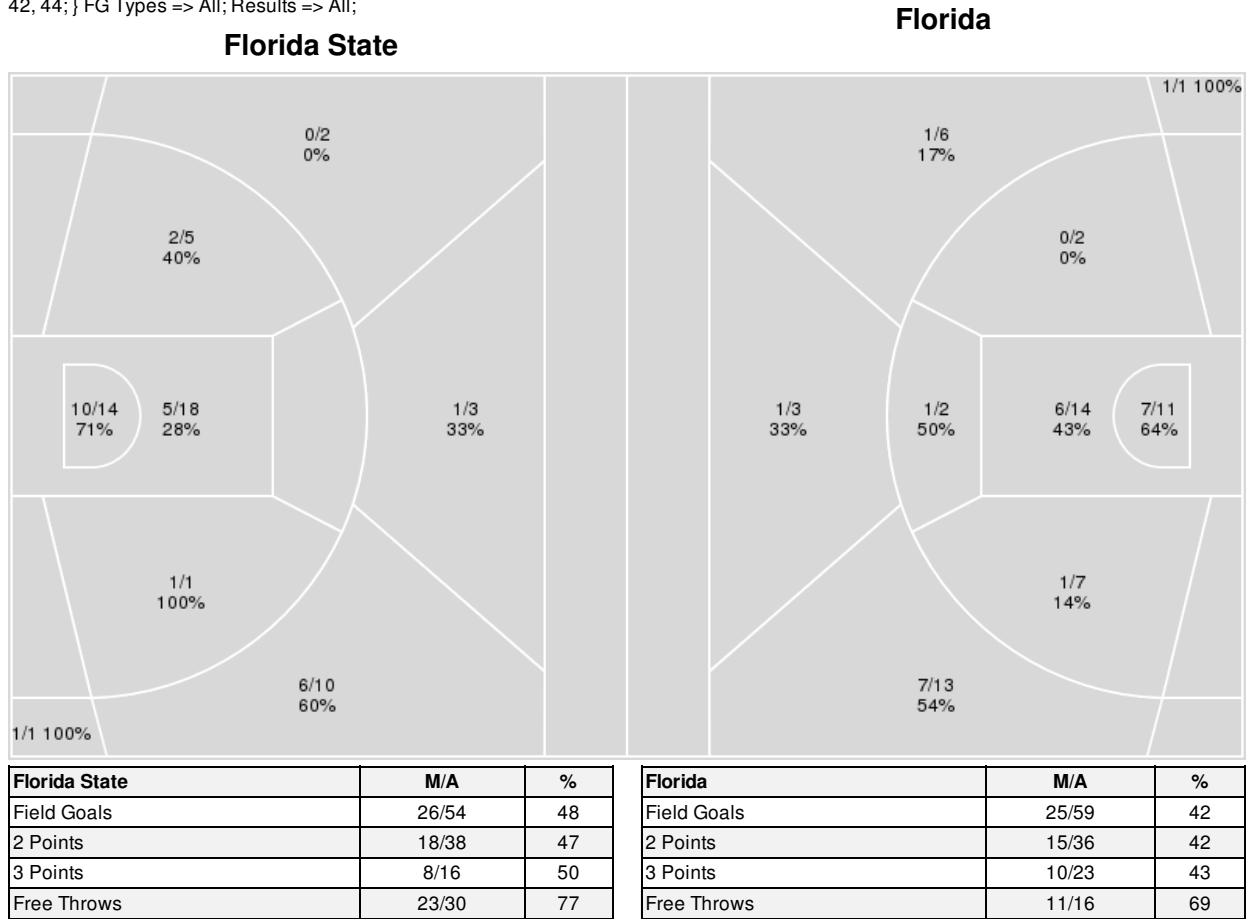 42, 44; } FG Types => All; Results => All;
Florida State
Florida
1/1 100%
0/2
0%
1/6
17%
2/5
40%
0/2
0%
10/14
71%
5/18
28%
1/3
33%
1/3
33%
1/2
50%
6/14
43%
7/11
64%
1/1
100%
1/7
14%
6/10
60%
7/13
54%
1/1 100%
Florida State M/A %
Field Goals 26/54 48
2 Points 18/38 47
3 Points 8/16 50
Free Throws 23/30 77
Florida M/A %
Field Goals 25/59 42
2 Points 15/36 42
3 Points 10/23 43
Free Throws 11/16 69